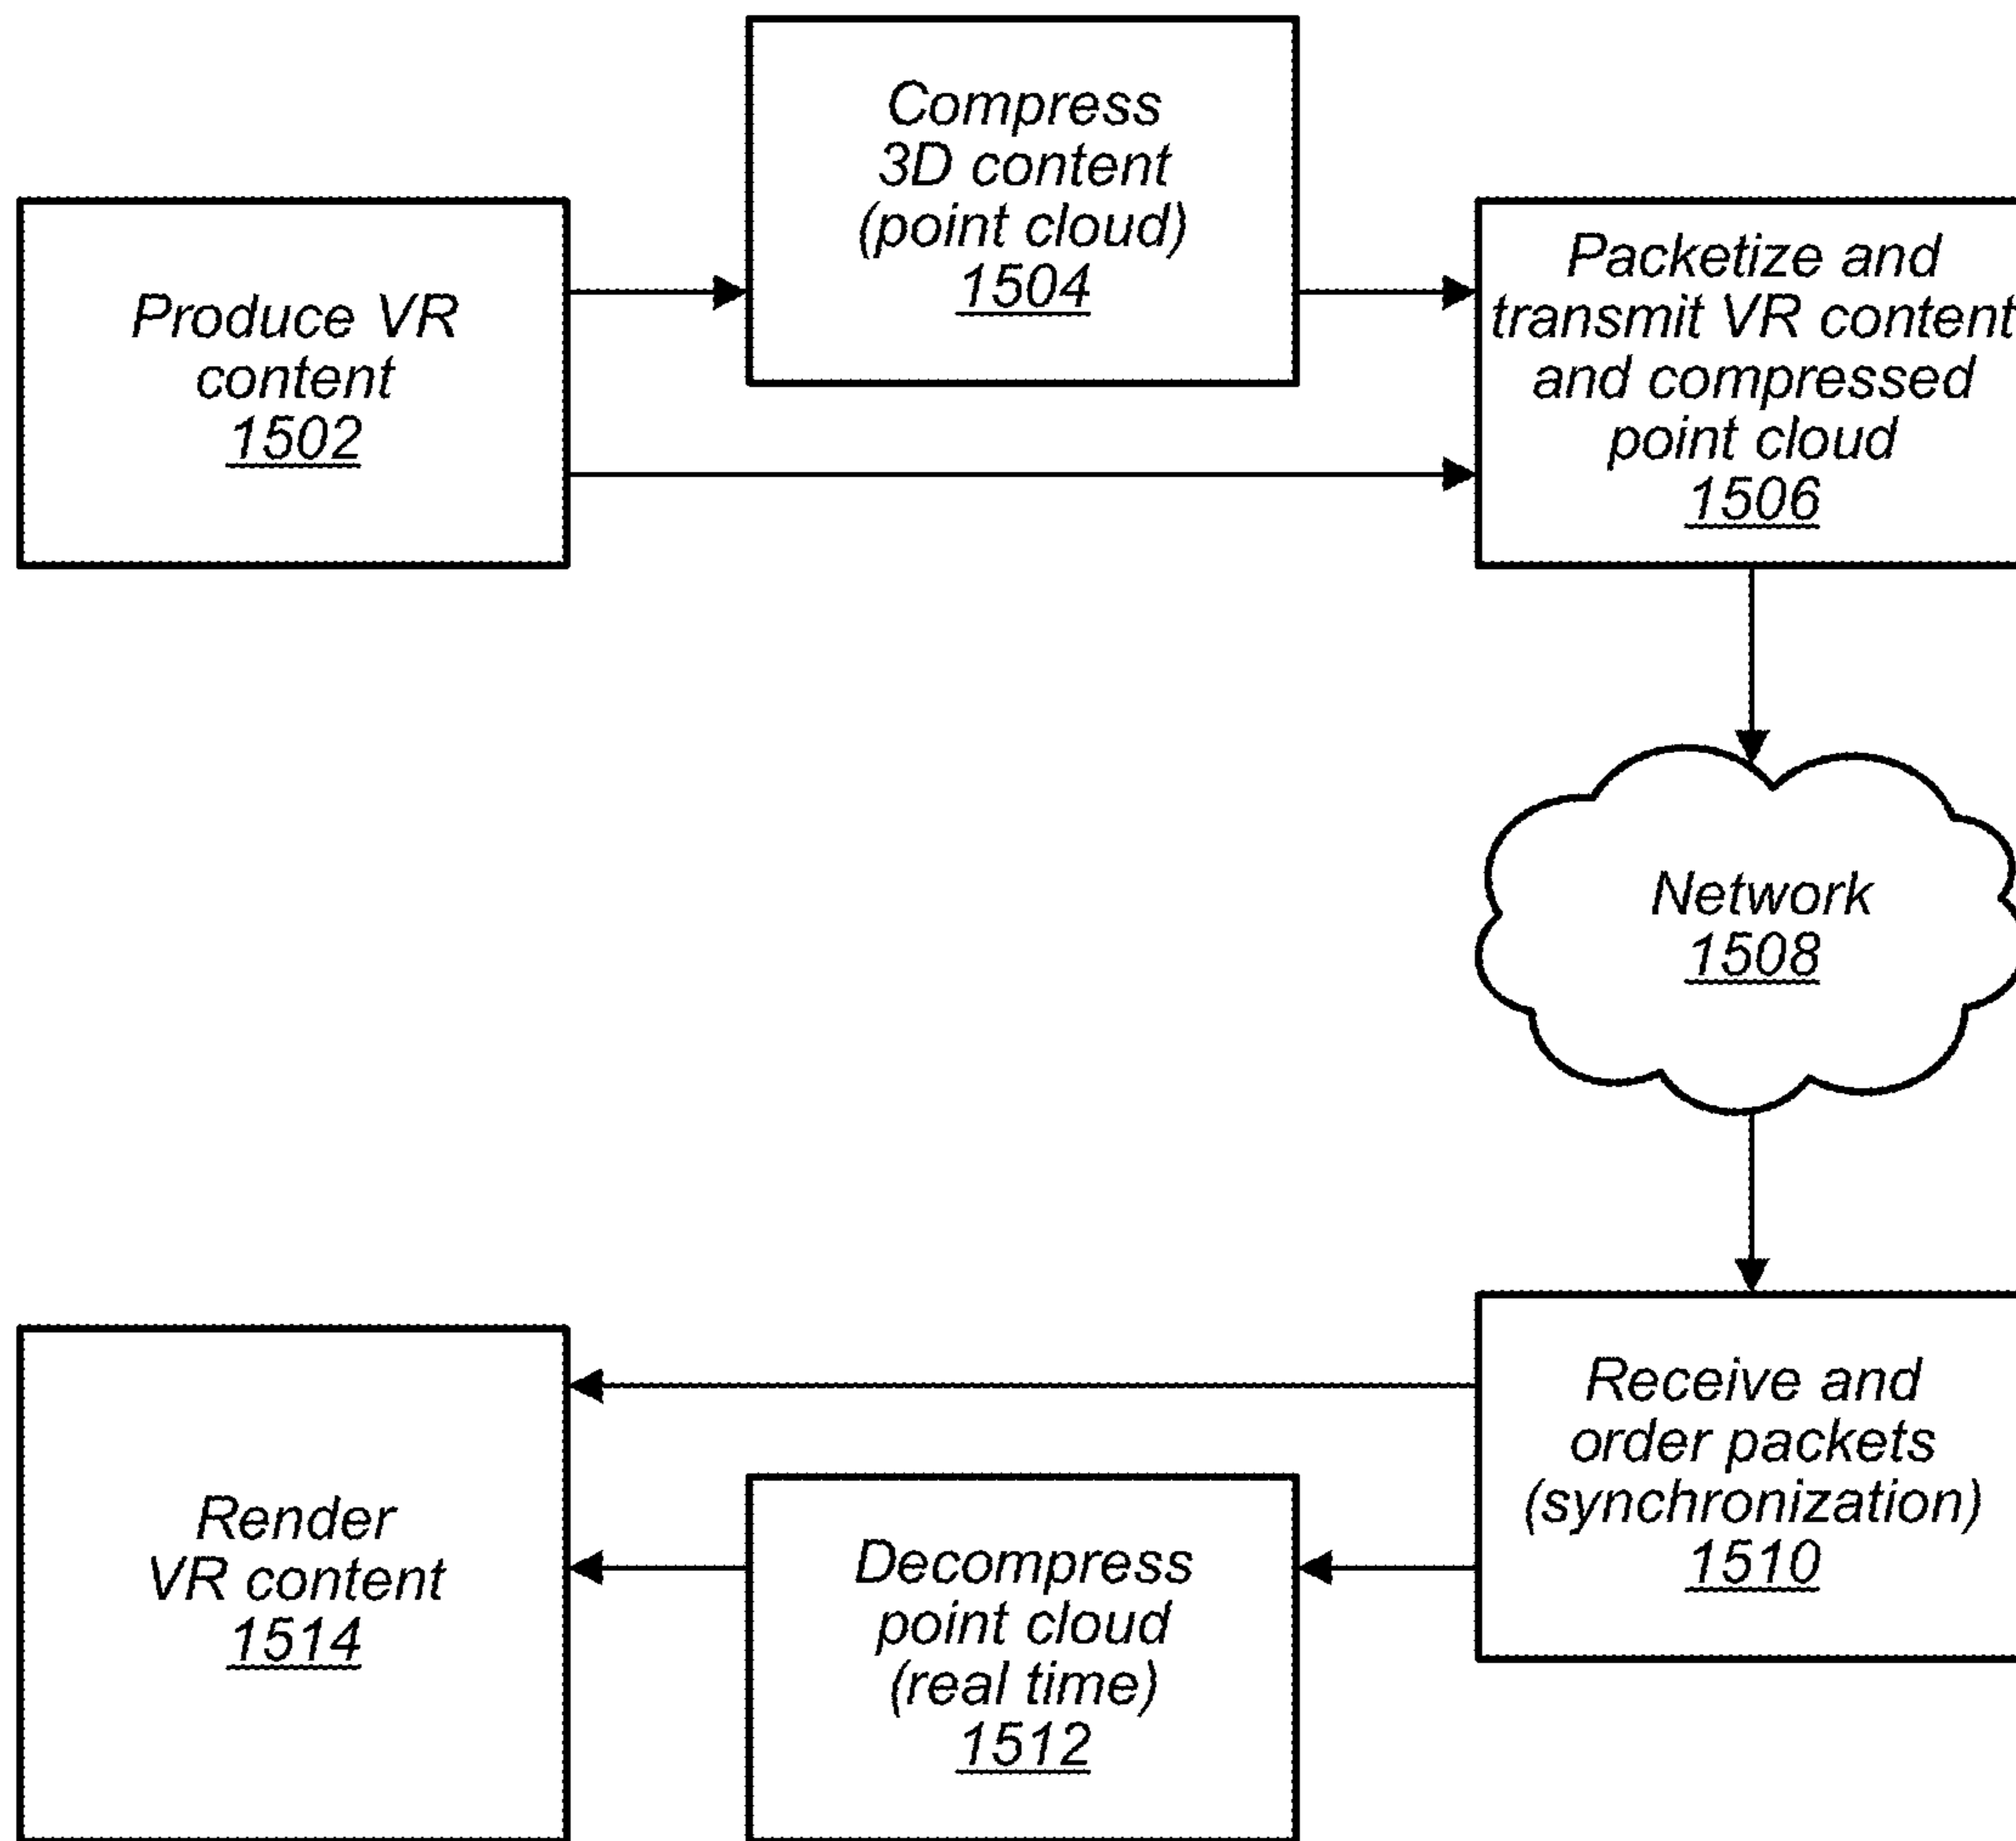 Produce VR
content
1502
Compress
3D content
(point cloud)
1504
Packetize and
transmit VR content
and compressed
point cloud
1506
Network
1508
Receive and
order packets
(synchronization)
1510
Decompress
point cloud
(real time)
1512
Render
VR content
1514